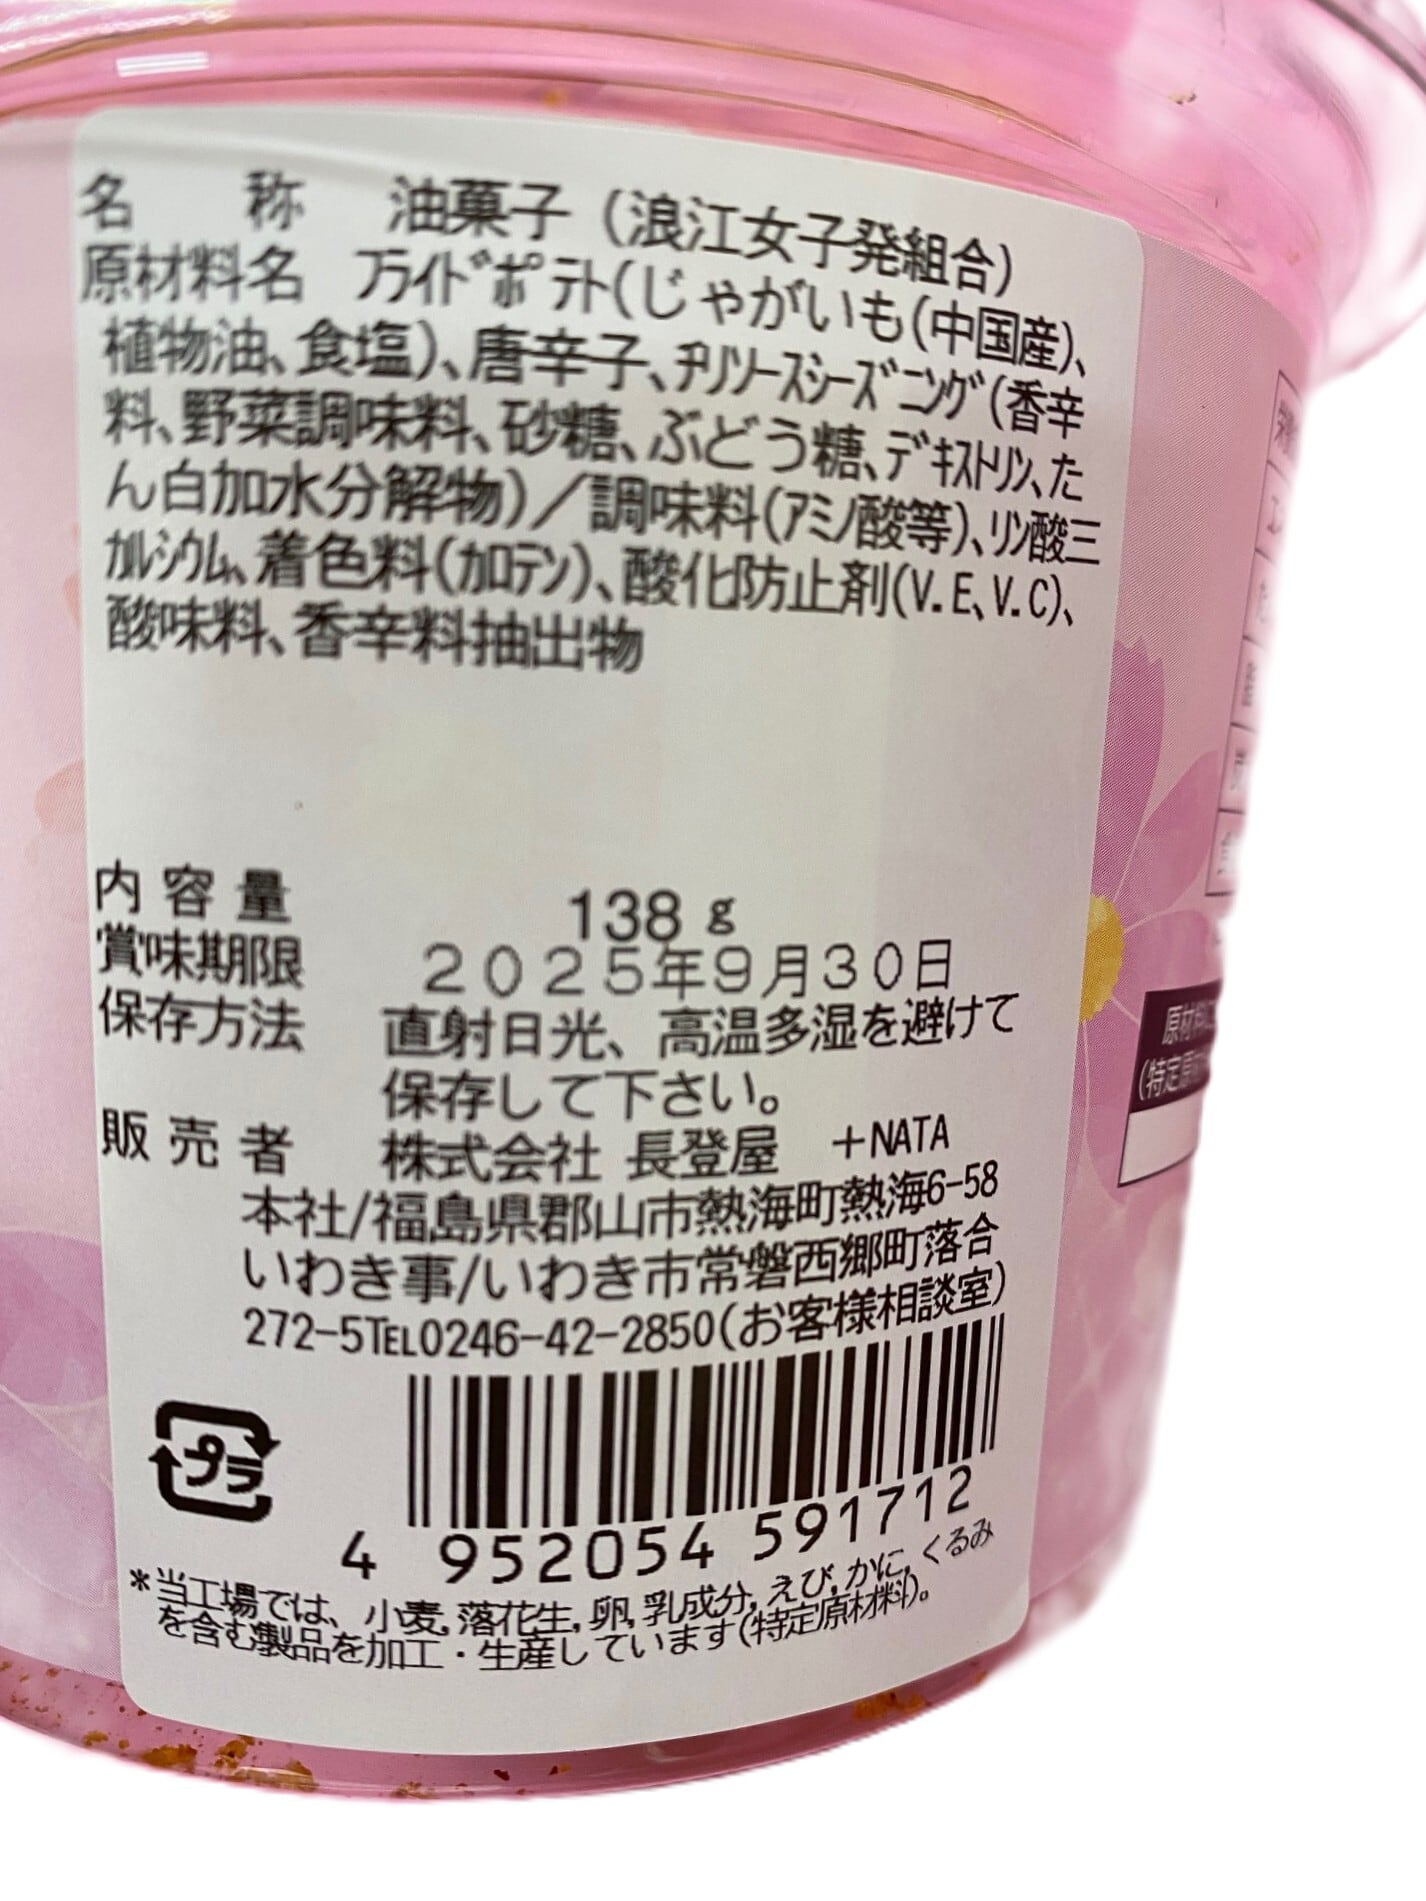 名称 油菓子（浪江女子発組合）
原材料名 フライドポテト(じゃがいも(中国産)、
植物油、食塩)、唐辛子、チリソースシーズニング(香辛
料、野菜調味料、砂糖、ぶどう糖、デキストリン、た
ん白加水分解物)／調味料(アミノ酸等)、リン酸三
カルシウム、着色料(カロテン)、酸化防止剤(V.E、V.C)、
酸味料、香辛料抽出物
内容量 138g
賞味期限 2025年9月30日
保存方法 直射日光、高温多湿を避けて
保存して下さい。
販売者 株式会社 長登屋 +NATA
本社/福島県郡山市熱海町熱海6-58
いわき事/いわき市常磐西郷町落合
272-5TEL0246-42-2850(お客様相談室)
プラ
4 952054 591712
*当工場では、小麦,落花生,卵,乳成分,えび,かに,くるみ
を含む製品を加工・生産しています(特定原材料)。
原材料に
(特定原